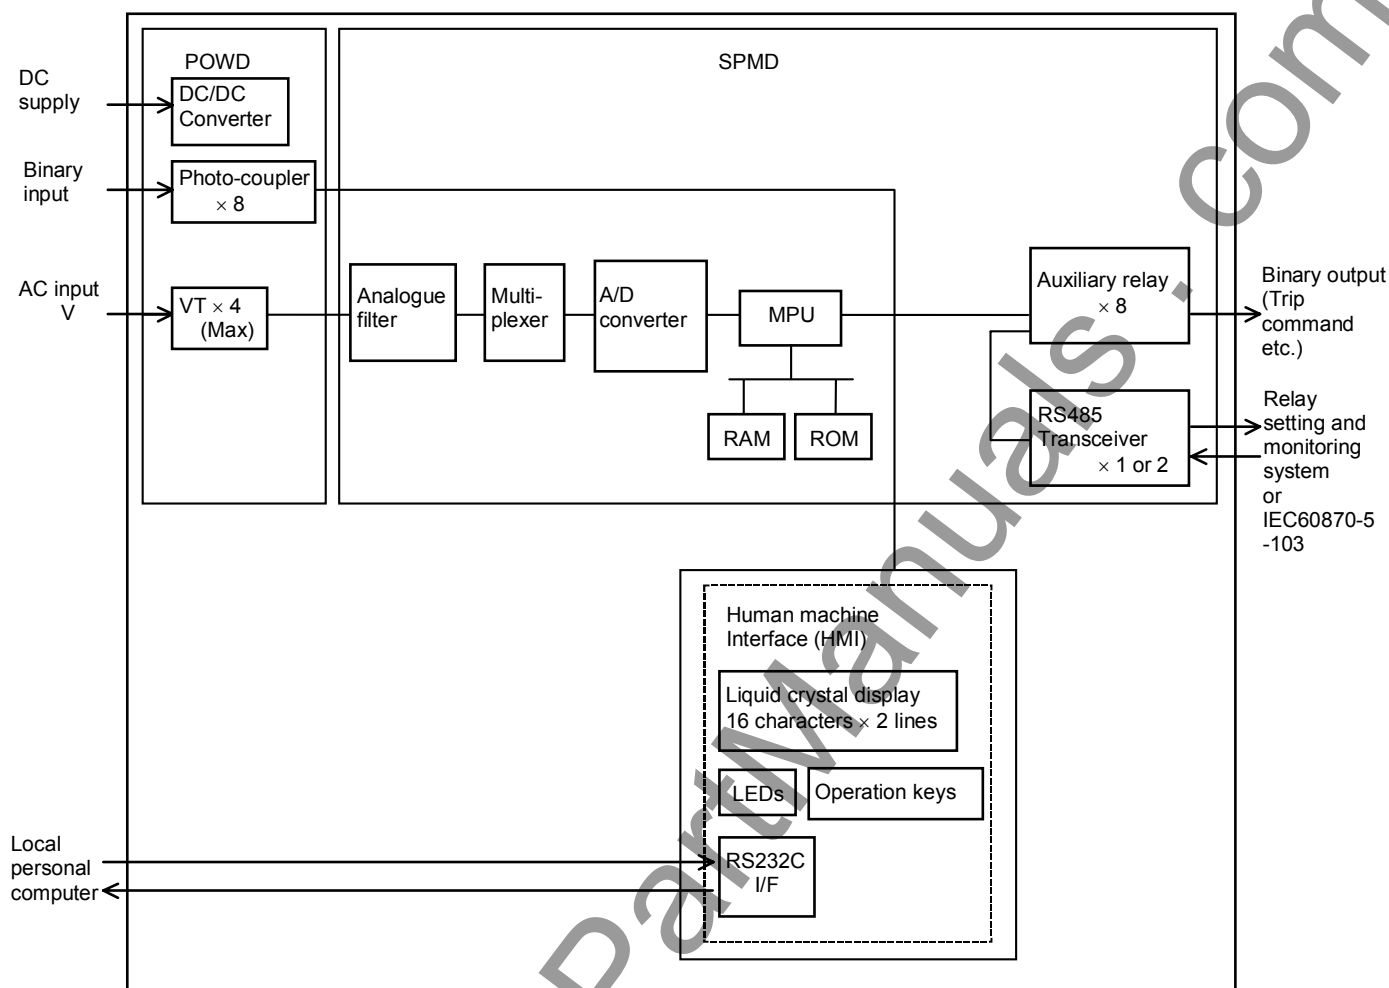 POWD
SPMD
DC
supply
DC/DC
Converter
Binary
input
Photo-coupler
× 8
AC input
V
VT × 4
(Max)
Analogue
filter
Multi-
plexer
A/D
converter
MPU
RAM
ROM
Auxiliary relay
× 8
Binary output
(Trip
command
etc.)
RS485
Transceiver
× 1 or 2
Relay
setting and
monitoring
system
or
IEC60870-5
-103
Human machine
Interface (HMI)
Liquid crystal display
16 characters × 2 lines
LEDs
Operation keys
RS232C
I/F
Local
personal
computer
PartManuals.com